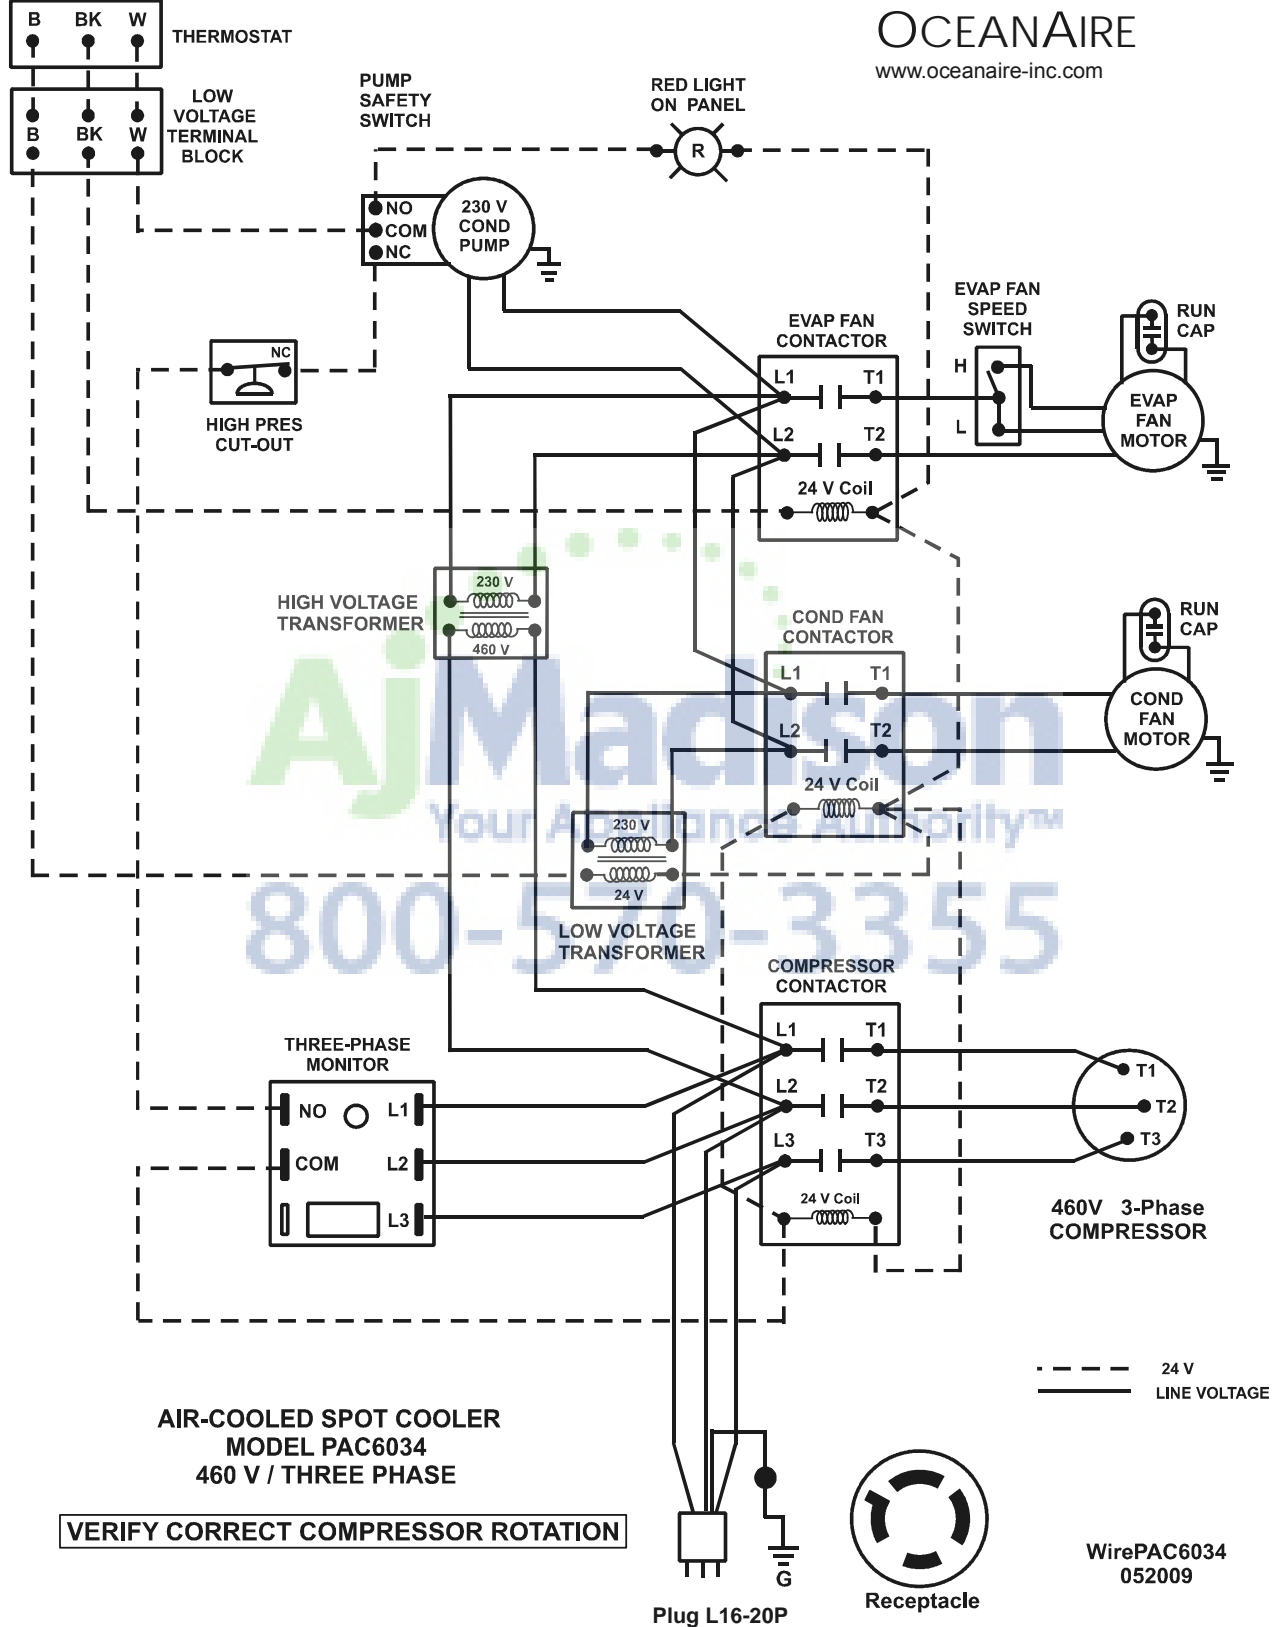 B BK W
THERMOSTAT
OCEANAIRE
www.oceanaire-inc.com
LOW
VOLTAGE
TERMINAL
BLOCK
B BK W
PUMP
SAFETY
SWITCH
RED LIGHT
ON PANEL
R
NO
COM
NC
230 V
COND
PUMP
EVAP FAN
SPEED
SWITCH
H
L
RUN
CAP
EVAP FAN
CONTACTOR
L1 T1
L2 T2
24 V Coil
EVAP
FAN
MOTOR
NC
HIGH PRES
CUT-OUT
230 V
460 V
HIGH VOLTAGE
TRANSFORMER
COND FAN
CONTACTOR
L1 T1
L2 T2
24 V Coil
RUN
CAP
COND
FAN
MOTOR
AjMadison
Your Appliance Authority™
800-570-3355
230 V
24 V
LOW VOLTAGE
TRANSFORMER
COMPRESSOR
CONTACTOR
L1 T1
L2 T2
L3 T3
24 V Coil
THREE-PHASE
MONITOR
NO L1
COM L2
L3
T1
T2
T3
460V 3-Phase
COMPRESSOR
24 V
LINE VOLTAGE
AIR-COOLED SPOT COOLER
MODEL PAC6034
460 V / THREE PHASE
VERIFY CORRECT COMPRESSOR ROTATION
G
Plug L16-20P
Receptacle
WirePAC6034
052009